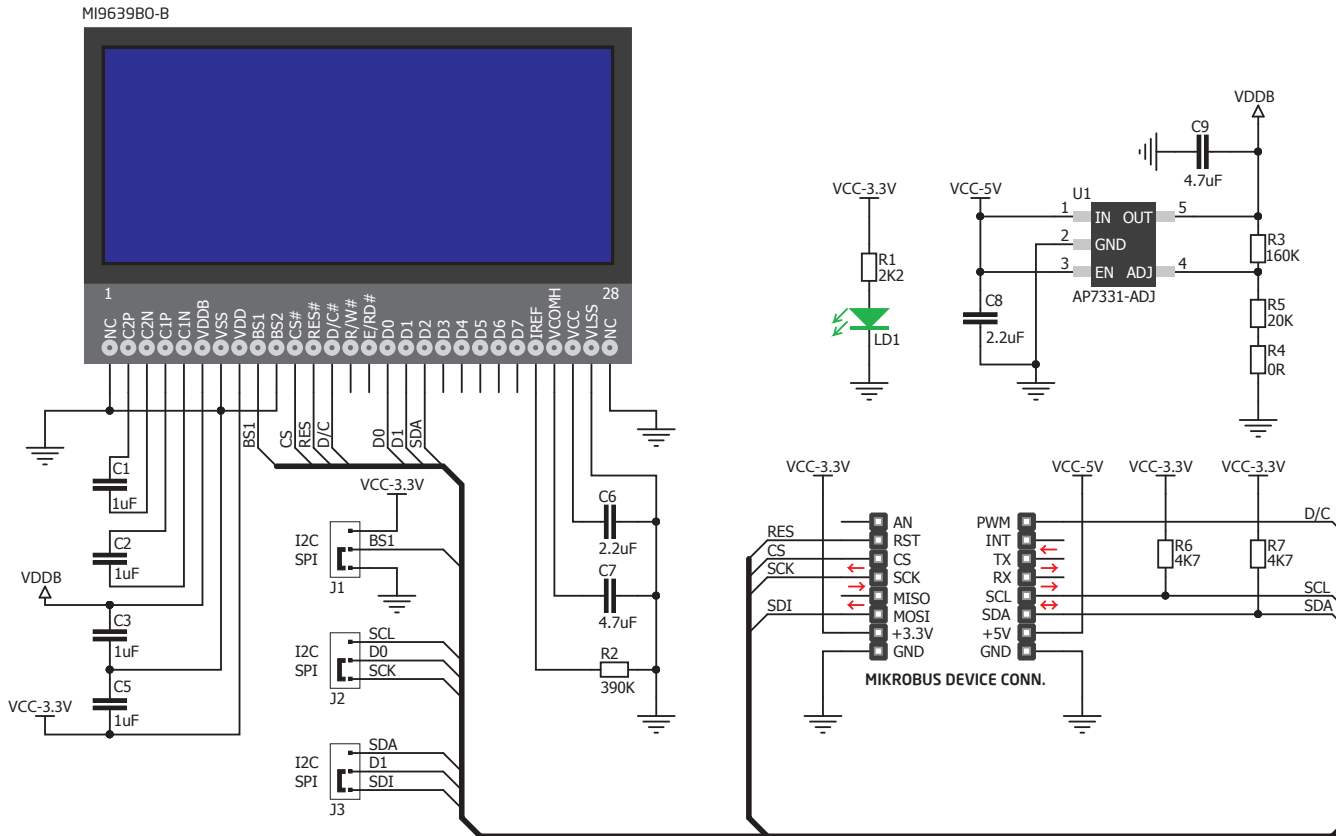 MI9639BO-B
1
28
NC
C2P
C2N
C1P
C1N
VDDB
VSS
VDD
BS1
BS2
CS#
RES#
D/C#
R/W#
E/RD#
D0
D1
D2
D3
D4
D5
D6
D7
IREF
VCOMH
VCC
VLSS
NC
BS1
CS
RES
D/C
D0
D1
SDA
C1
1uF
C2
1uF
VDDB
C3
1uF
C5
1uF
VCC-3.3V
VCC-3.3V
I2C
SPI
BS1
J1
I2C
SPI
SCL
D0
SCK
J2
I2C
SPI
SDA
D1
SDI
J3
C6
2.2uF
C7
4.7uF
R2
390K
VCC-3.3V
R1
2K2
LD1
VCC-5V
U1
1
IN
OUT
5
2
GND
3
EN
ADJ
4
AP7331-ADJ
C8
2.2uF
VDDB
C9
4.7uF
R3
160K
R5
20K
R4
0R
VCC-3.3V
VCC-5V
VCC-3.3V
VCC-3.3V
RES
CS
SCK
SDI
AN
RST
CS
SCK
MISO
MOSI
+3.3V
GND
PWM
INT
TX
RX
SCL
SDA
+5V
GND
R6
4K7
R7
4K7
D/C
SCL
SDA
MIKROBUS DEVICE CONN.